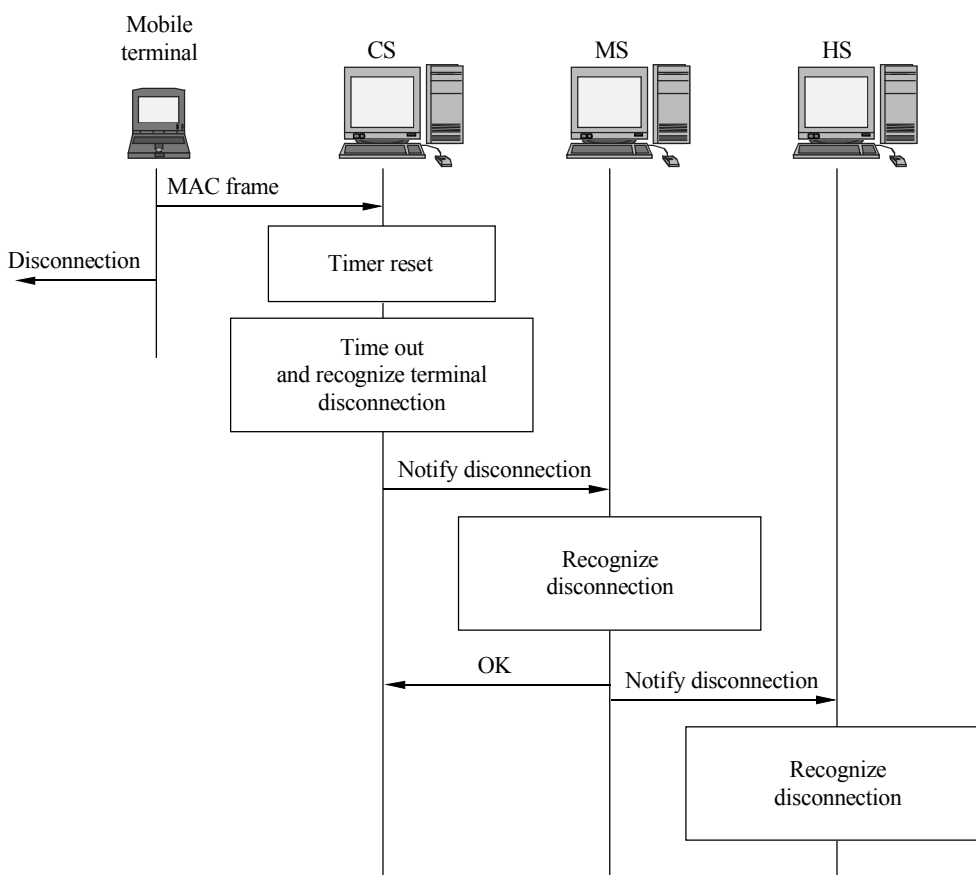 Mobile
terminal
CS
MS
HS
MAC frame
Disconnection
Timer reset
Time out
and recognize terminal
disconnection
Notify disconnection
Recognize
disconnection
OK
Notify disconnection
Recognize
disconnection